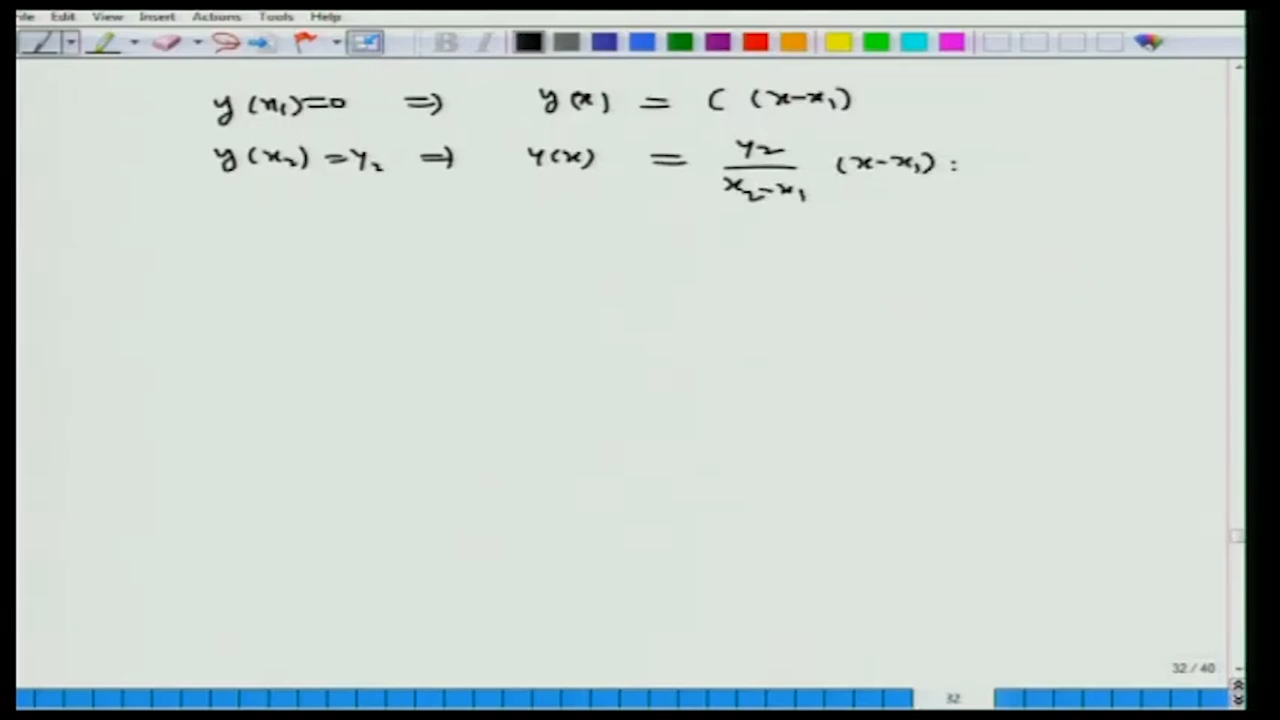 File Edit View Insert Actions Tools Help
y(x₁)=0 ⇒ y(x) = C (x-x₁)
y(x₂) = y₂ ⇒ y(x) = y₂/(x₂-x₁) (x-x₁) :
32 / 40
32